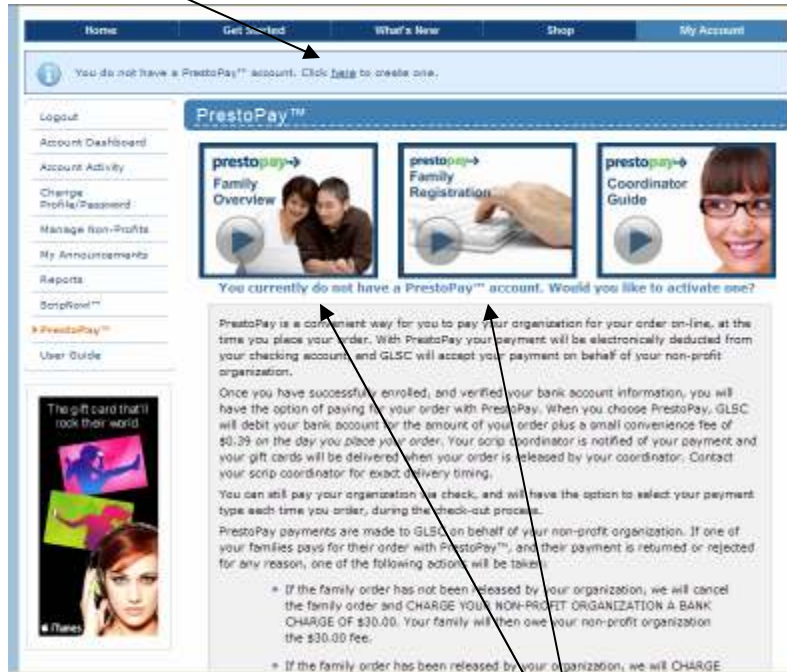 Home Get Started What's New Shop My Account
You do not have a PrestoPay™ account. Click here to create one.
Logout
Account Dashboard
Account Activity
Change
Profile/Password
Manage Non-Profits
My Announcements
Reports
ScripNow!™
PrestoPay™
User Guide
The gift card that'll
rock their world.
iTunes
PrestoPay™
prestopay
Family
Overview
prestopay
Family
Registration
prestopay
Coordinator
Guide
You currently do not have a PrestoPay™ account. Would you like to activate one?
PrestoPay is a convenient way for you to pay your organization for your order on-line, at the
time you place your order. With PrestoPay your payment will be electronically deducted from
your checking account, and GLSC will accept your payment on behalf of your non-profit
organization.
Once you have successfully enrolled, and verified your bank account information, you will
have the option of paying for your order with PrestoPay. When you choose PrestoPay, GLSC
will debit your bank account for the amount of your order plus a small convenience fee of
$0.39 on the day you place your order. Your scrip coordinator is notified of your payment and
your gift cards will be delivered when your order is released by your coordinator. Contact
your scrip coordinator for exact delivery timing.
You can still pay your organization via check, and will have the option to select your payment
type each time you order, during the check-out process.
PrestoPay payments are made to GLSC on behalf of your non-profit organization. If one of
your families pays for their order with PrestoPay™, and their payment is returned or rejected
for any reason, one of the following actions will be taken:
If the family order has not been released by your organization, we will cancel
the family order and CHARGE YOUR NON-PROFIT ORGANIZATION A BANK
CHARGE OF $30.00. Your family will then owe your non-profit organization
the $30.00 fee.
If the family order has been released by your organization, we will CHARGE